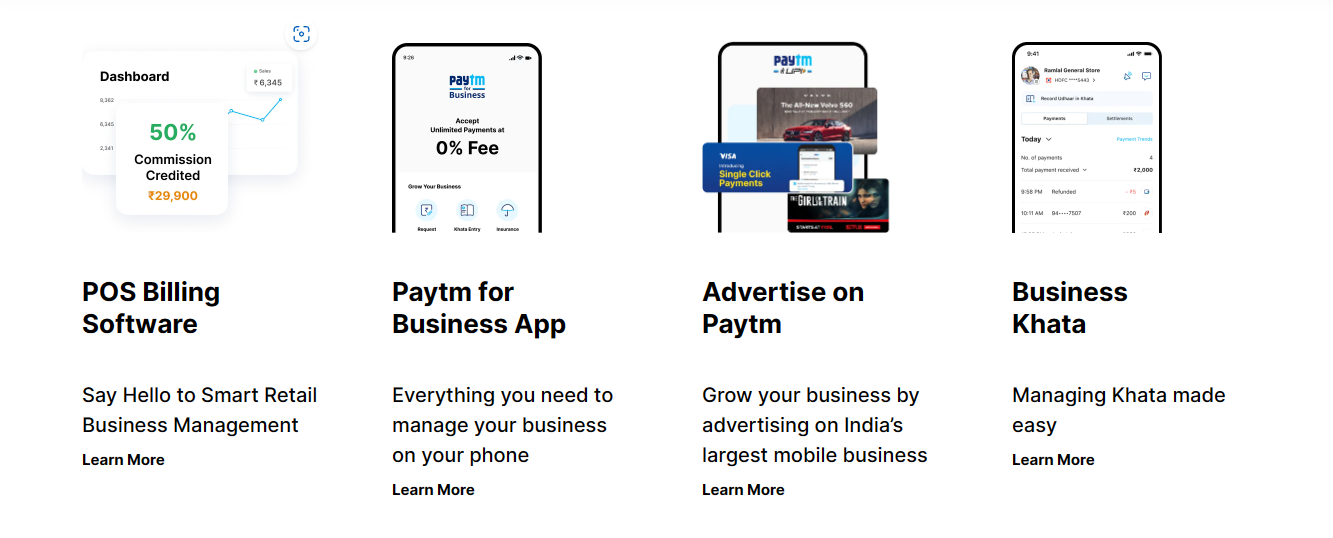 Dashboard
Sales
₹ 6,345
8,382
6,345
2,341
50%
Commission
Credited
₹29,900
POS Billing
Software
Say Hello to Smart Retail
Business Management
Learn More
9:26
paytm
for
Business
Accept
Unlimited Payments at
0% Fee
Grow Your Business
Request
Khata Entry
Insurance
Paytm for
Business App
Everything you need to
manage your business
on your phone
Learn More
paytm
UPI
The All-New Volvo S60
VISA
Introducing
Single Click
Payments
THE GIRL ON THE TRAIN
Advertise on
Paytm
Grow your business by
advertising on India’s
largest mobile business
Learn More
9:41
Ramlal General Store
HDFC ****5443 >
Record Udhaar in Khata
Payments
Settlements
Today
Payment Trends
No. of payments
4
Total payment received
₹2,000
9:58 PM Refunded
- ₹5
10:11 AM 94••••7507
₹200
Business
Khata
Managing Khata made
easy
Learn More